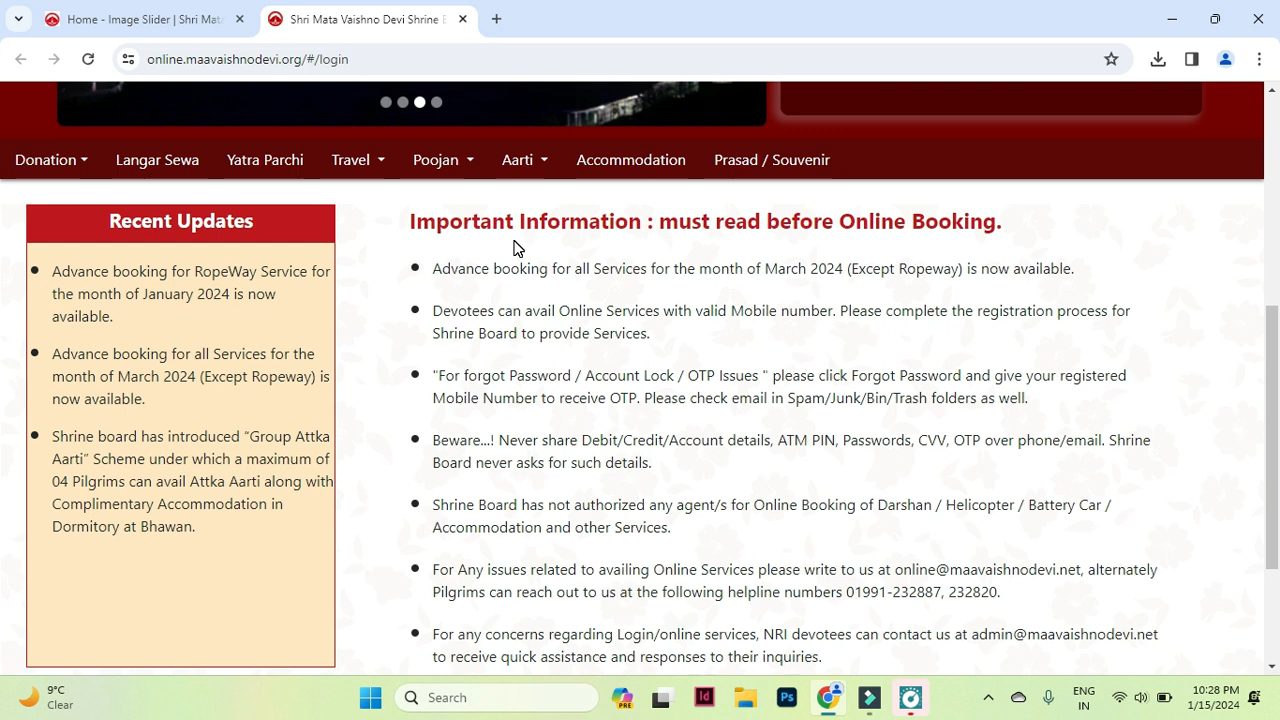 Home - Image Slider | Shri Mata
Shri Mata Vaishno Devi Shrine B
online.maavaishnodevi.org/#/login
Donation
Langar Sewa
Yatra Parchi
Travel
Poojan
Aarti
Accommodation
Prasad / Souvenir
Recent Updates
Advance booking for RopeWay Service for
the month of January 2024 is now
available.
Advance booking for all Services for the
month of March 2024 (Except Ropeway) is
now available.
Shrine board has introduced “Group Attka
Aarti” Scheme under which a maximum of
04 Pilgrims can avail Attka Aarti along with
Complimentary Accommodation in
Dormitory at Bhawan.
Important Information : must read before Online Booking.
Advance booking for all Services for the month of March 2024 (Except Ropeway) is now available.
Devotees can avail Online Services with valid Mobile number. Please complete the registration process for
Shrine Board to provide Services.
"For forgot Password / Account Lock / OTP Issues " please click Forgot Password and give your registered
Mobile Number to receive OTP. Please check email in Spam/Junk/Bin/Trash folders as well.
Beware...! Never share Debit/Credit/Account details, ATM PIN, Passwords, CVV, OTP over phone/email. Shrine
Board never asks for such details.
Shrine Board has not authorized any agent/s for Online Booking of Darshan / Helicopter / Battery Car /
Accommodation and other Services.
For Any issues related to availing Online Services please write to us at online@maavaishnodevi.net, alternately
Pilgrims can reach out to us at the following helpline numbers 01991-232887, 232820.
For any concerns regarding Login/online services, NRI devotees can contact us at admin@maavaishnodevi.net
to receive quick assistance and responses to their inquiries.
9°C
Clear
Search
PRE
Id
Ps
ENG
IN
10:28 PM
1/15/2024